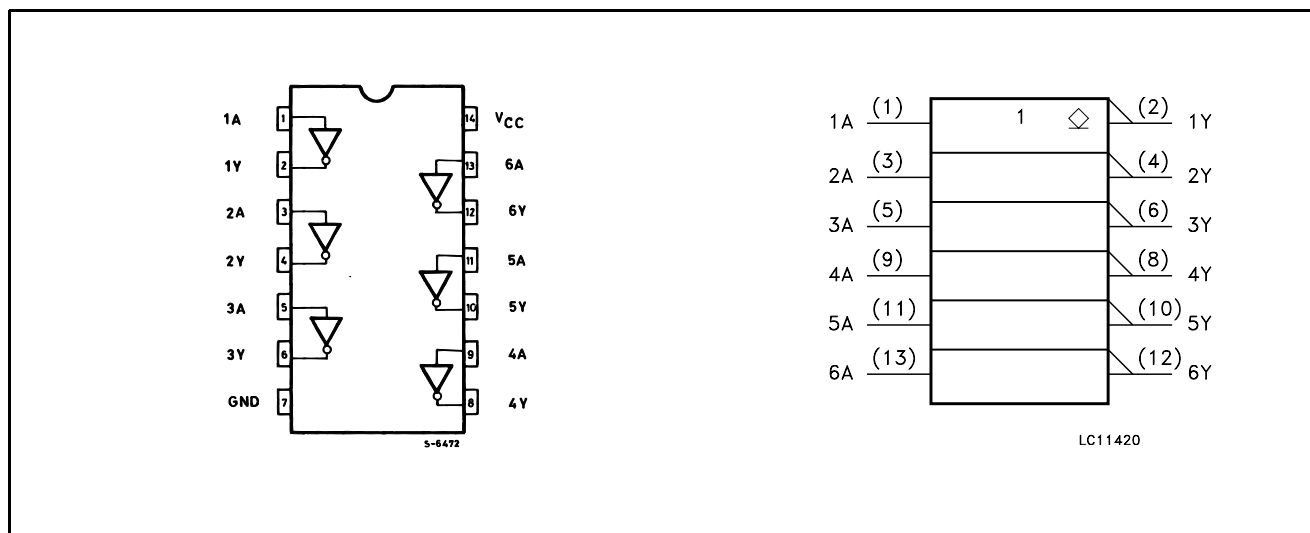 1A 1 14 VCC
1Y 2 13 6A
2A 3 12 6Y
2Y 4 11 5A
3A 5 10 5Y
3Y 6 9 4A
GND 7 8 4Y
S-6472
1A (1) 1 (2) 1Y
2A (3) (4) 2Y
3A (5) (6) 3Y
4A (9) (8) 4Y
5A (11) (10) 5Y
6A (13) (12) 6Y
LC11420